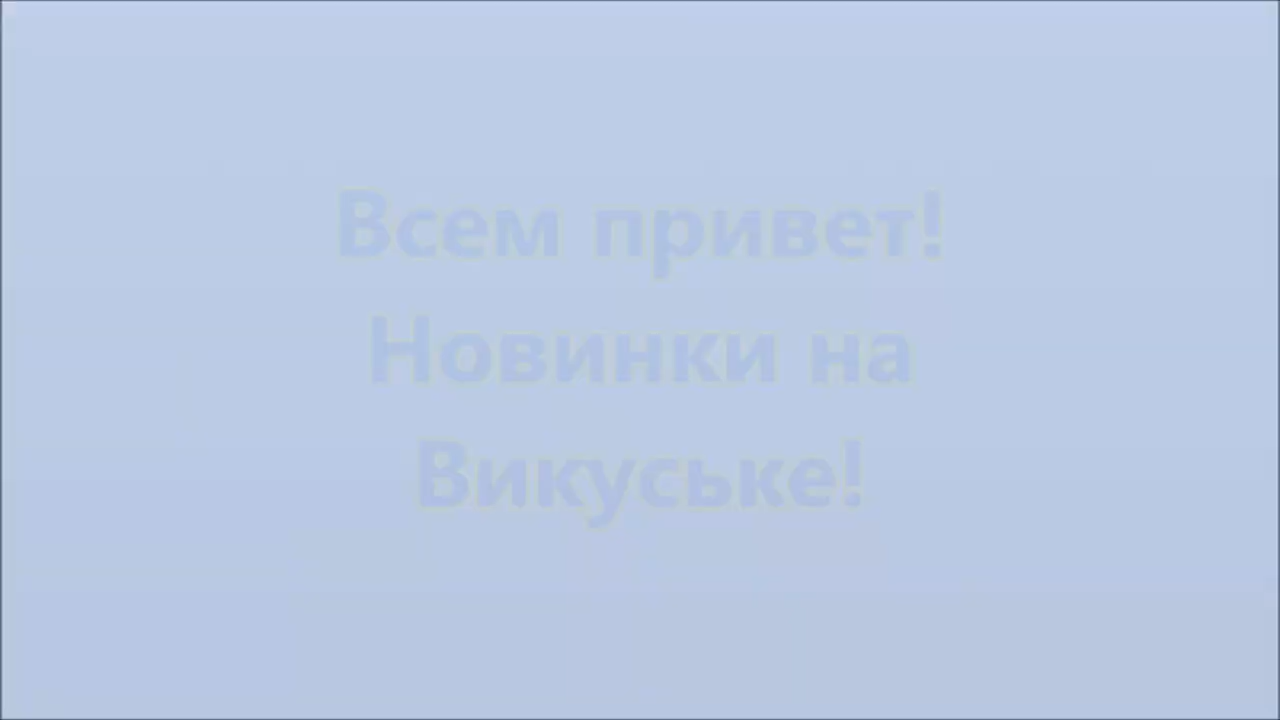 Всем привет!
Новинки на
Викуське!